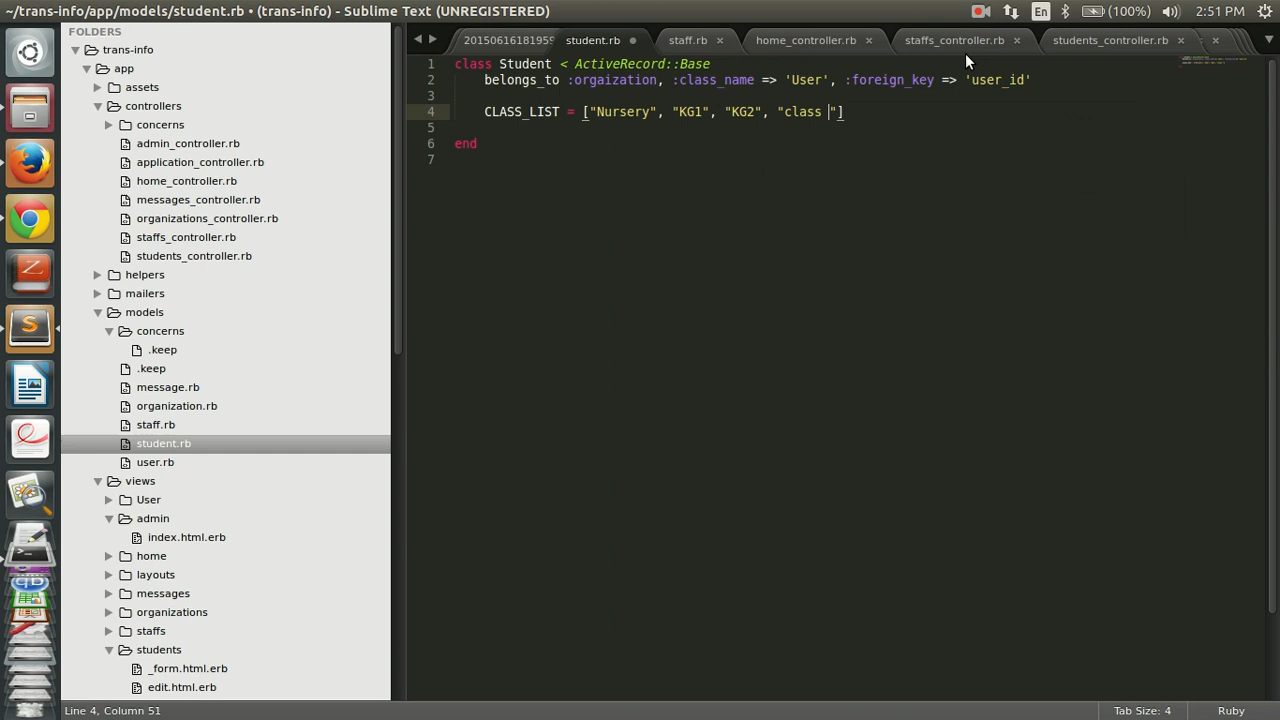 ~/trans-info/app/models/student.rb • (trans-info) - Sublime Text (UNREGISTERED)
En
(100%)
2:51 PM
FOLDERS
trans-info
app
assets
controllers
concerns
admin_controller.rb
application_controller.rb
home_controller.rb
messages_controller.rb
organizations_controller.rb
staffs_controller.rb
students_controller.rb
helpers
mailers
models
concerns
.keep
.keep
message.rb
organization.rb
staff.rb
student.rb
user.rb
views
User
admin
index.html.erb
home
layouts
messages
organizations
staffs
students
_form.html.erb
edit.html.erb
20150616181955
student.rb
staff.rb
home_controller.rb
staffs_controller.rb
students_controller.rb
1 class Student < ActiveRecord::Base
2 belongs_to :orgaization, :class_name => 'User', :foreign_key => 'user_id'
3
4 CLASS_LIST = ["Nursery", "KG1", "KG2", "class "]
5
6 end
7
Line 4, Column 51
Tab Size: 4
Ruby